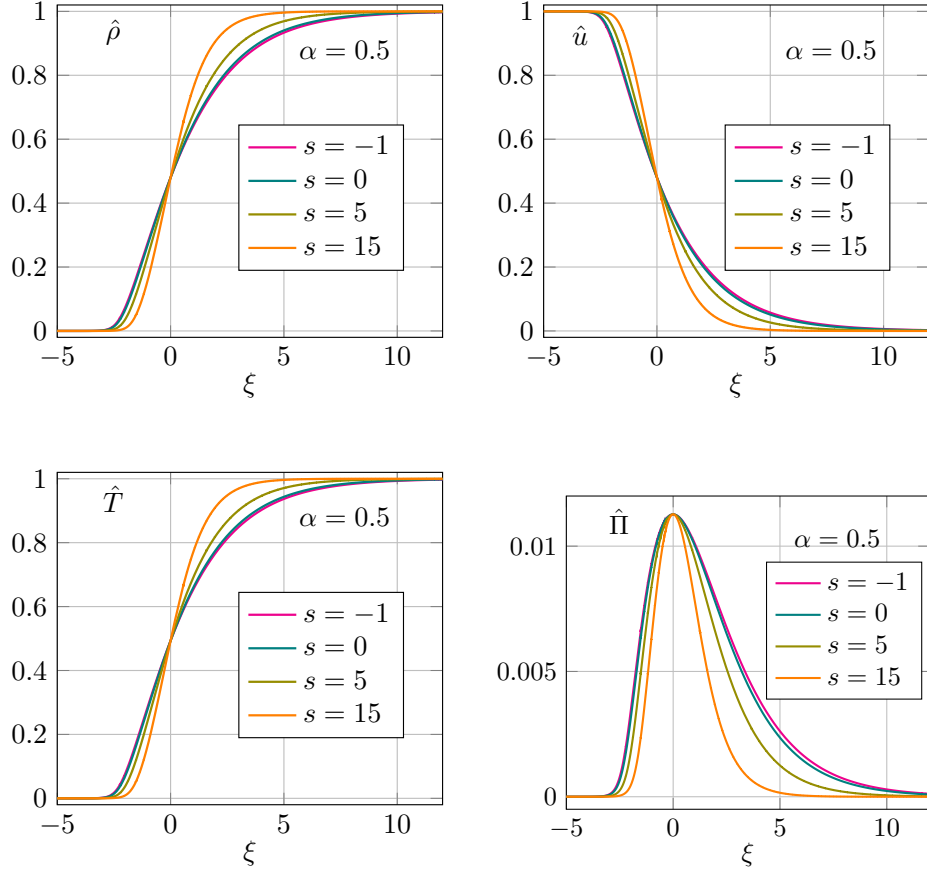 ρ̂
α = 0.5
s = −1
s = 0
s = 5
s = 15
1
0.8
0.6
0.4
0.2
0
−5 0 5 10
ξ
û
α = 0.5
s = −1
s = 0
s = 5
s = 15
1
0.8
0.6
0.4
0.2
0
−5 0 5 10
ξ
T̂
α = 0.5
s = −1
s = 0
s = 5
s = 15
1
0.8
0.6
0.4
0.2
0
−5 0 5 10
ξ
Π̂
α = 0.5
s = −1
s = 0
s = 5
s = 15
0.01
0.005
0
−5 0 5 10
ξ